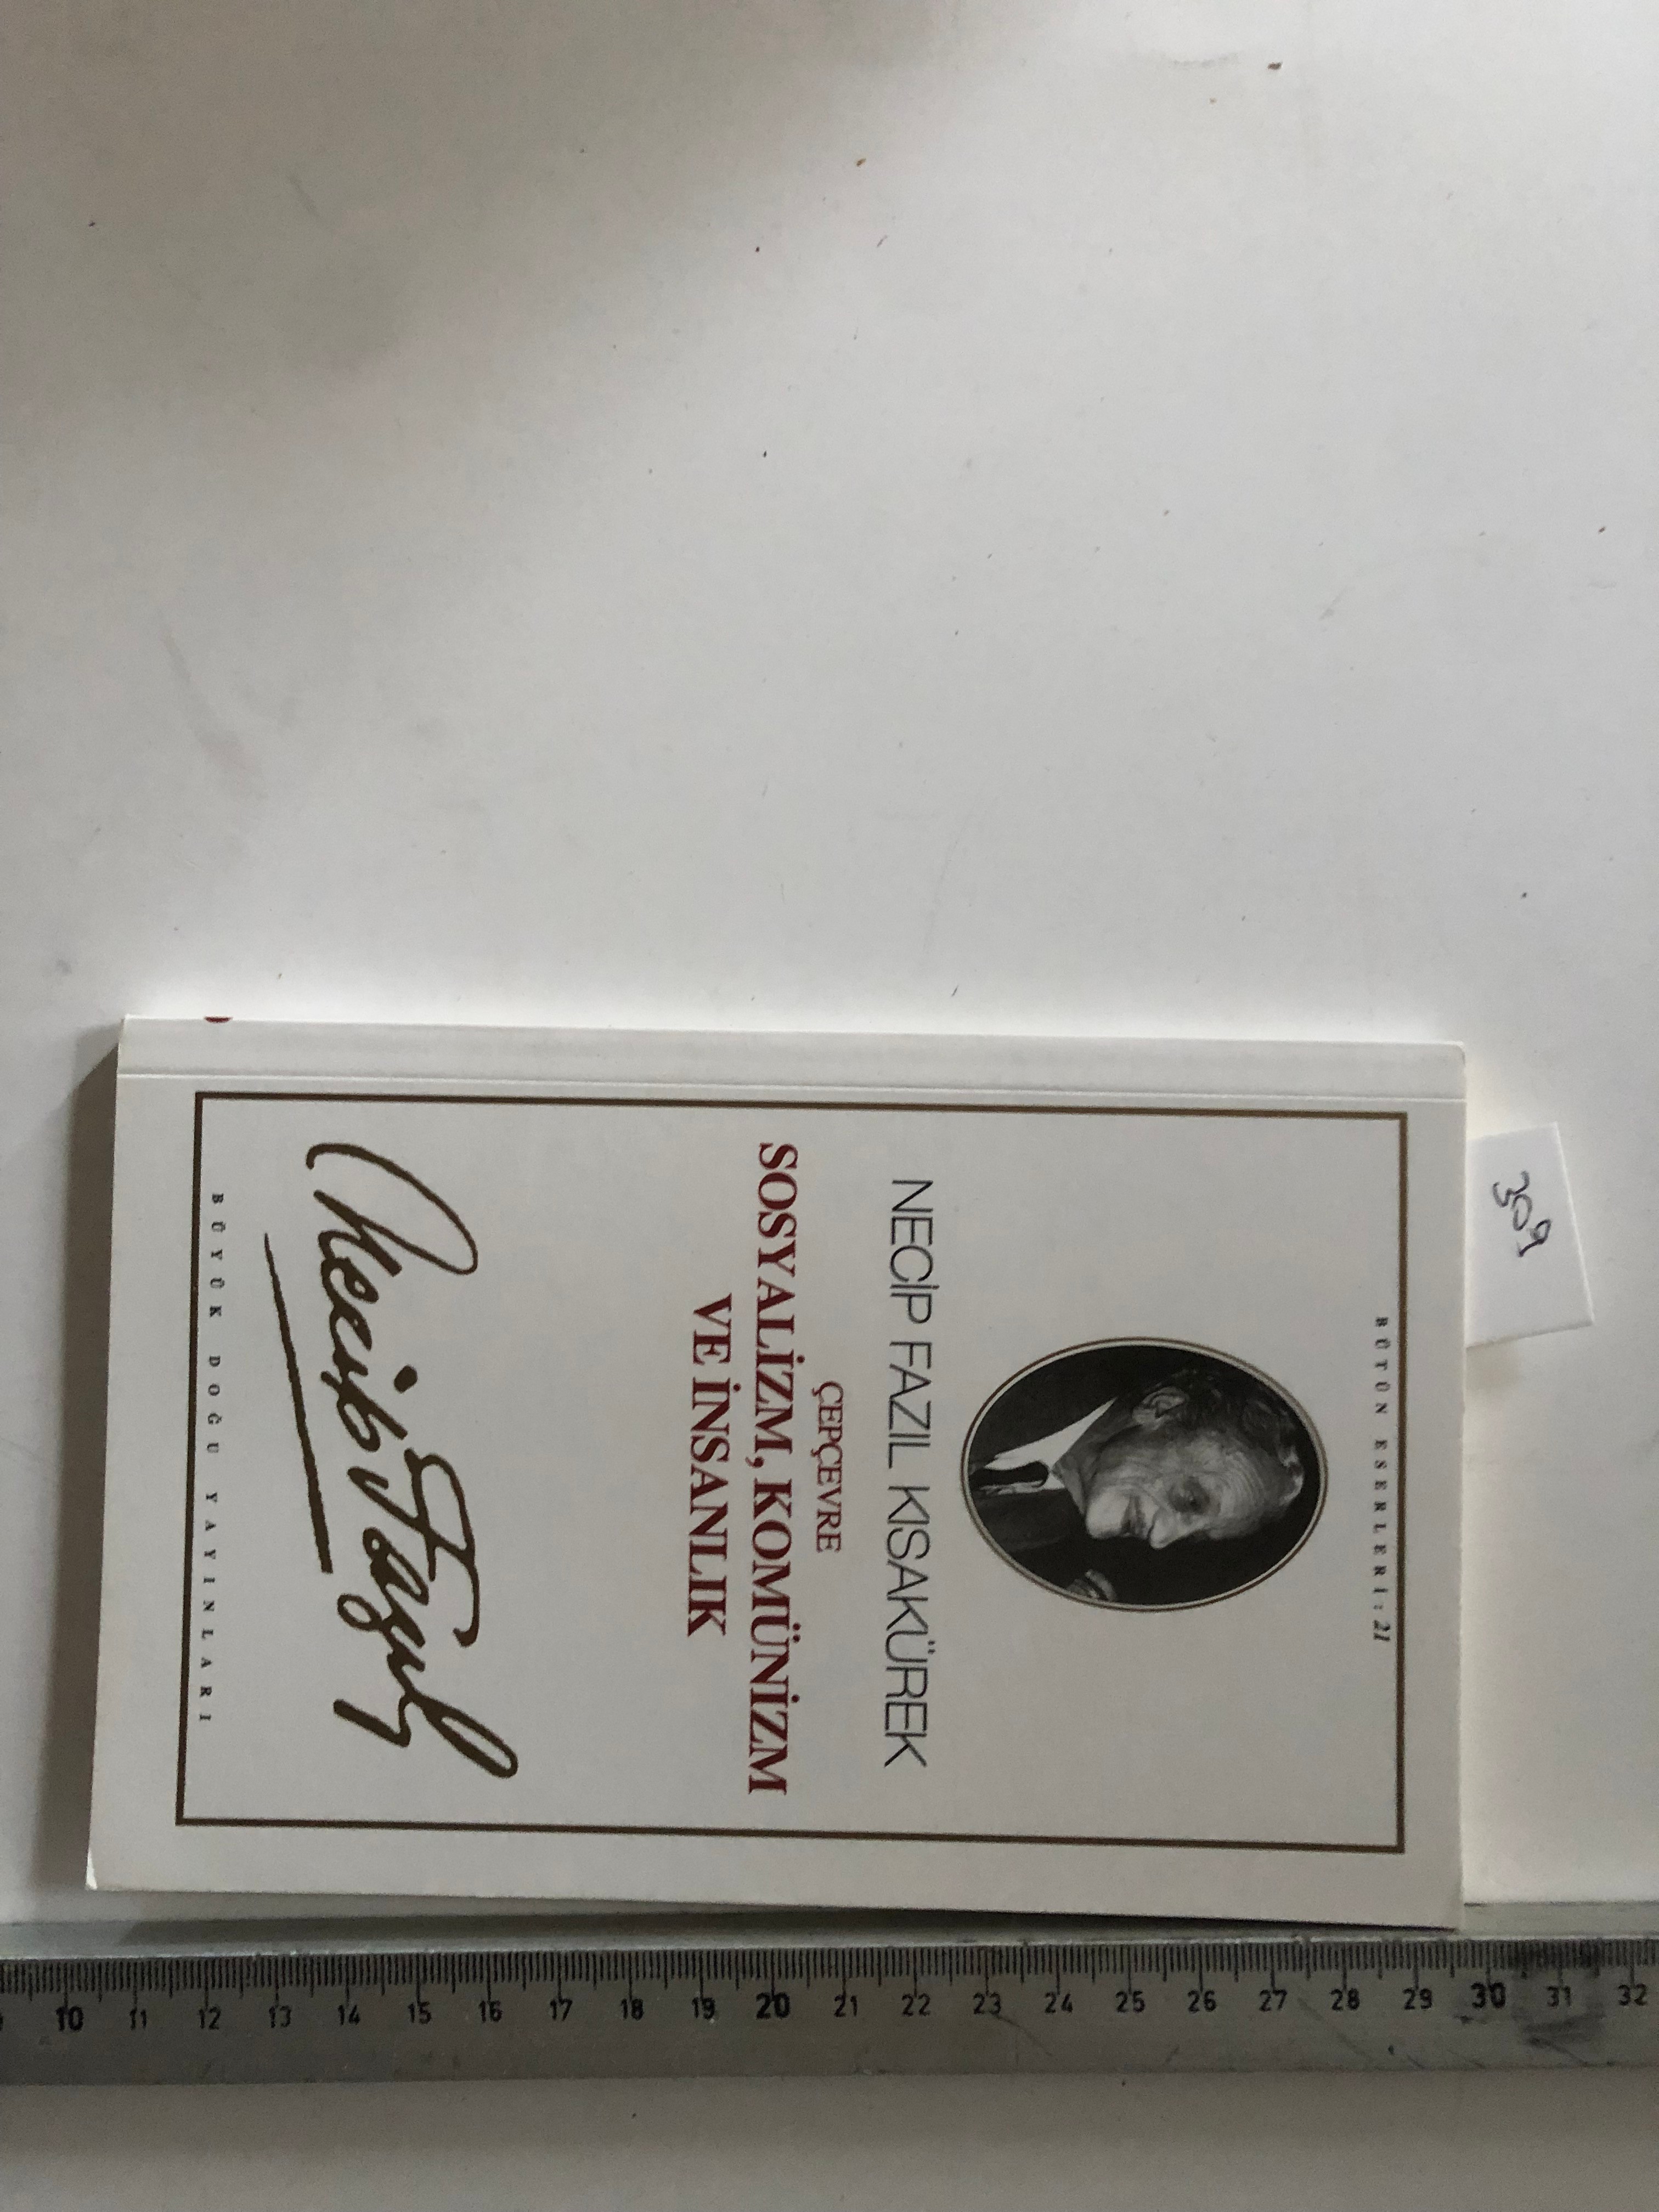 309
BÜTÜN ESERLERİ: 21
NECİP FAZIL KISAKÜREK
ÇEPÇEVRE
SOSYALİZM, KOMÜNİZM
VE İNSANLIK
Necip Fazıl
BÜYÜK DOĞU YAYINLARI
10 11 12 13 14 15 16 17 18 19 20 21 22 23 24 25 26 27 28 29 30 31 32